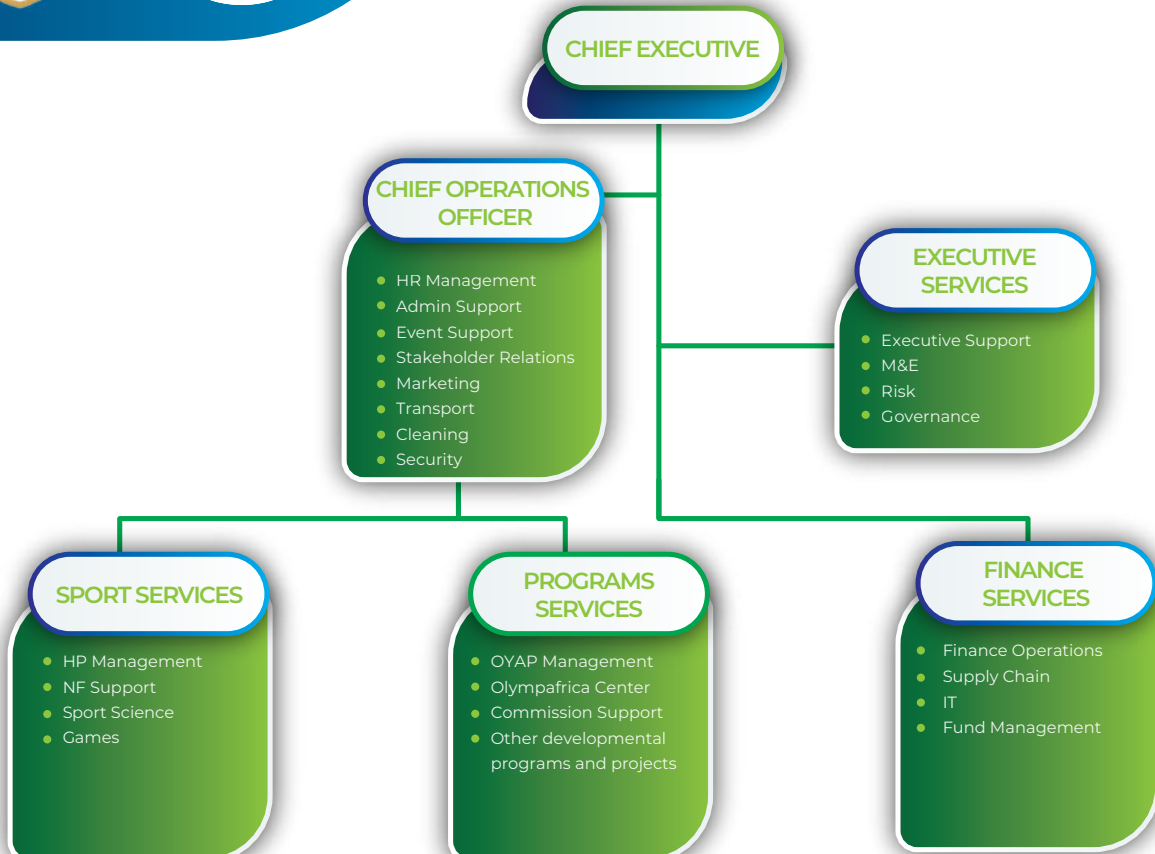 CHIEF EXECUTIVE
CHIEF OPERATIONS
OFFICER
HR Management
Admin Support
Event Support
Stakeholder Relations
Marketing
Transport
Cleaning
Security
EXECUTIVE
SERVICES
Executive Support
M&E
Risk
Governance
SPORT SERVICES
HP Management
NF Support
Sport Science
Games
PROGRAMS
SERVICES
OYAP Management
Olympafrica Center
Commission Support
Other developmental
programs and projects
FINANCE
SERVICES
Finance Operations
Supply Chain
IT
Fund Management